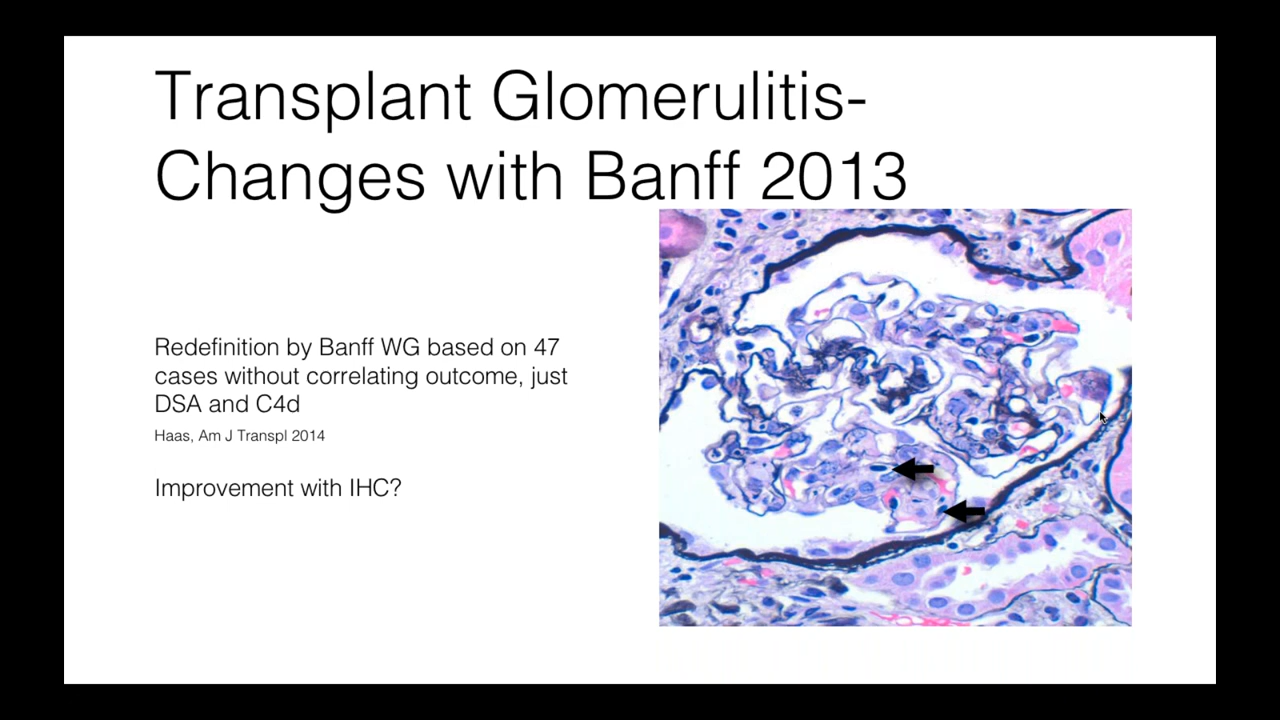 Transplant Glomerulitis-
Changes with Banff 2013
Redefinition by Banff WG based on 47
cases without correlating outcome, just
DSA and C4d
Haas, Am J Transpl 2014
Improvement with IHC?